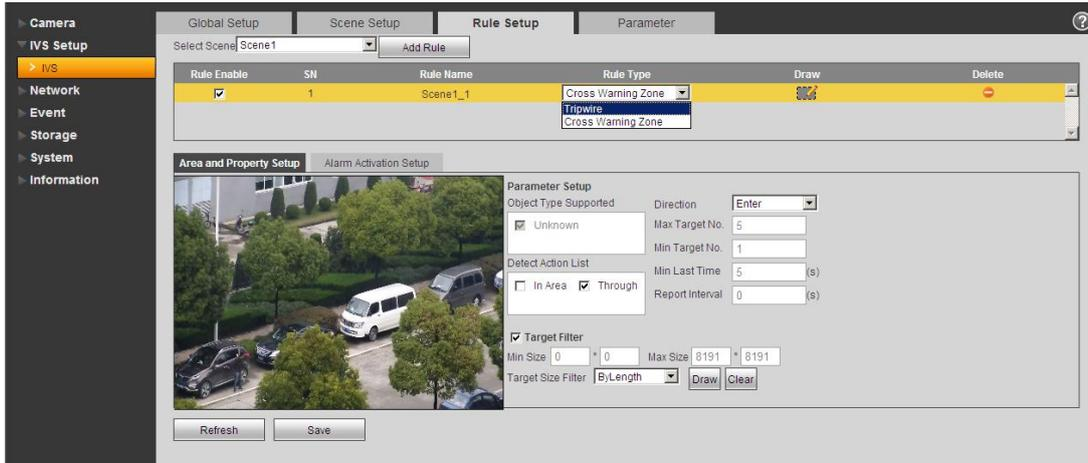 Camera
IVS Setup
> IVS
Network
Event
Storage
System
Information
Global Setup Scene Setup Rule Setup Parameter
?
Select Scene Scene1 Add Rule
Rule Enable SN Rule Name Rule Type Draw Delete
1 Scene1_1 Cross Warning Zone
Tripwire
Cross Warning Zone
Area and Property Setup Alarm Activation Setup
Parameter Setup
Object Type Supported
Unknown
Detect Action List
In Area Through
Direction Enter
Max Target No. 5
Min Target No. 1
Min Last Time 5 (s)
Report Interval 0 (s)
Target Filter
Min Size 0 * 0 Max Size 8191 * 8191
Target Size Filter ByLength Draw Clear
Refresh Save